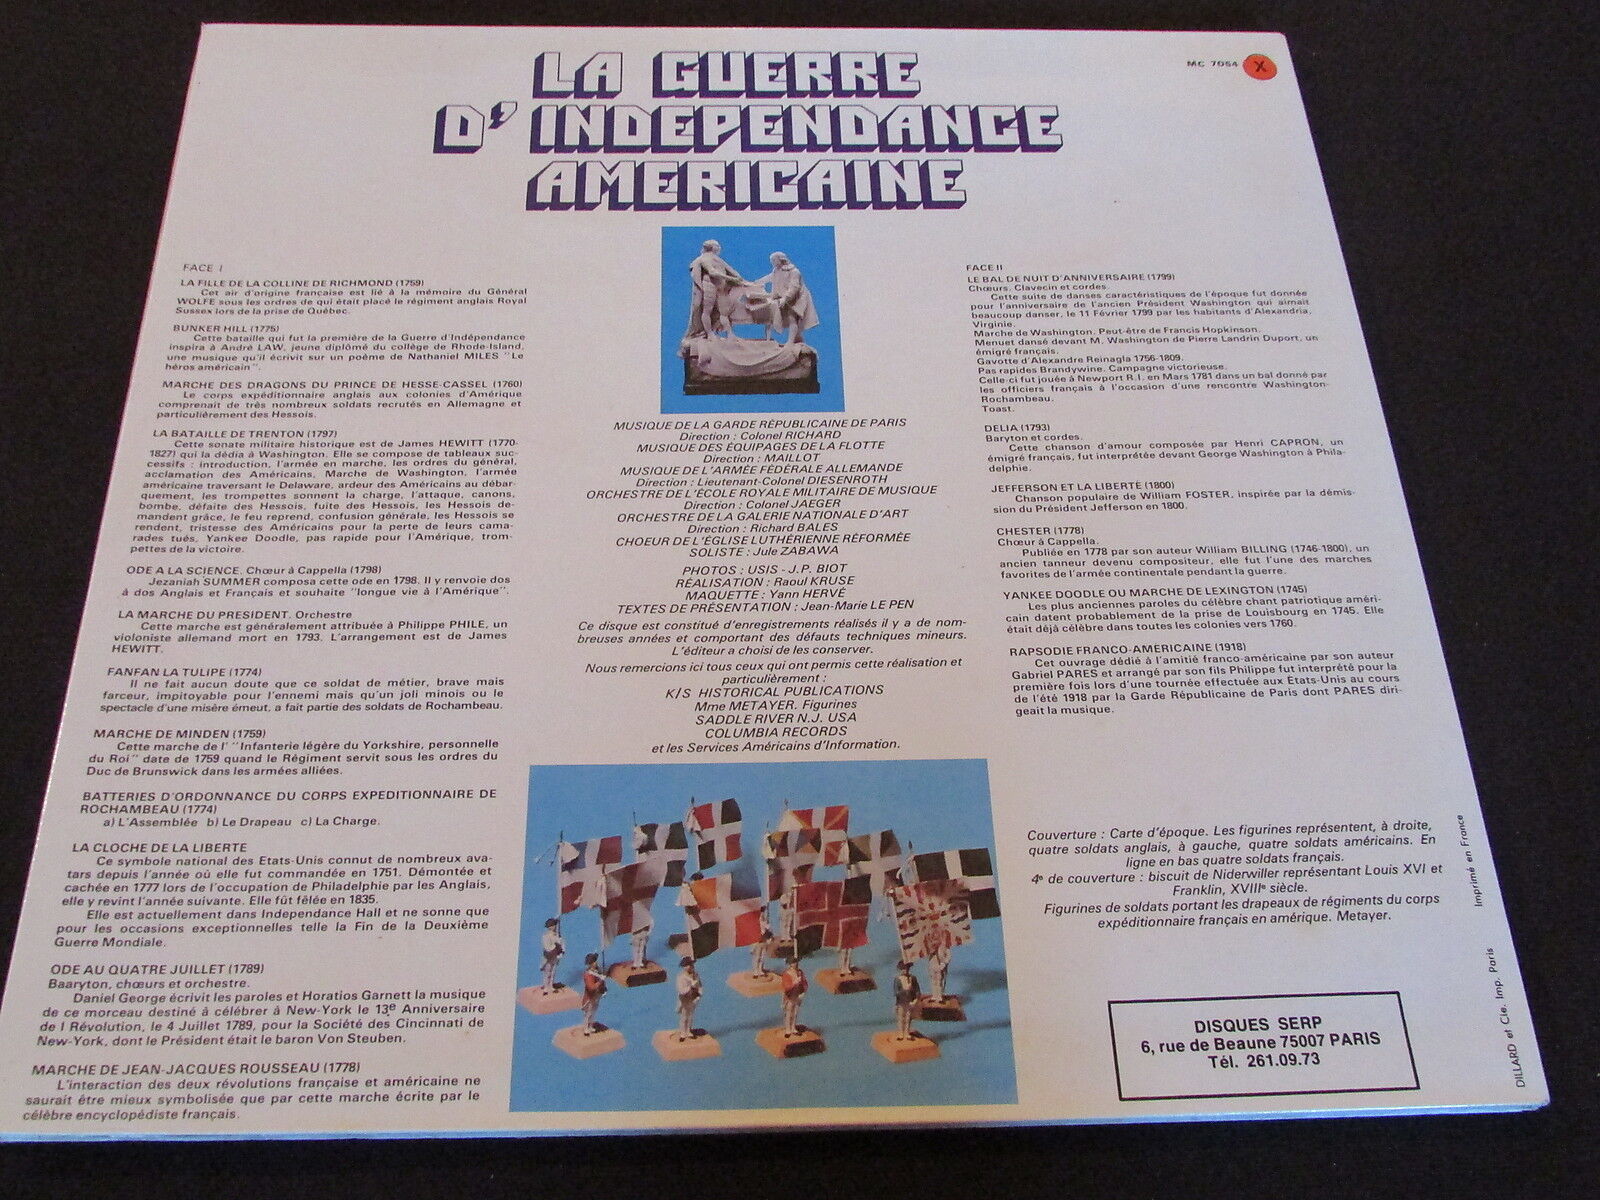 LA GUERRE
D'INDEPENDANCE
AMERICAINE
MC 7054
X
FACE I
LA FILLE DE LA COLLINE DE RICHMOND (1759)
Cet air d'origine française est lié à la mémoire du Général
WOLFE sous les ordres de qui était placé le régiment anglais Royal
Sussex lors de la prise de Québec.
BUNKER HILL (1775)
Cette bataille qui fut la première de la Guerre d'Indépendance
inspira à André LAW, jeune diplômé du collège de Rhode-Island,
une musique qu'il écrivit sur un poème de Nathaniel MILES "Le
héros américain".
MARCHE DES DRAGONS DU PRINCE DE HESSE-CASSEL (1760)
Le corps expéditionnaire anglais aux colonies d'Amérique
comprenait de très nombreux soldats recrutés en Allemagne et
particulièrement des Hessois.
LA BATAILLE DE TRENTON (1797)
Cette sonate militaire historique est de James HEWITT (1770-
1827) qui la dédia à Washington. Elle se compose de tableaux suc-
cessifs : introduction, l'armée en marche, les ordres du général,
acclamation des Américains, Marche de Washington, l'armée
américaine traversant le Delaware, ardeur des Américains au débar-
quement, les trompettes sonnent la charge, l'attaque, canons,
bombe, défaite des Hessois, fuite des Hessois, les Hessois de-
mandent grâce, le feu reprend, confusion générale, les Hessois se
rendent, tristesse des Américains pour la perte de leurs cama-
rades tués, Yankee Doodle, pas rapide pour l'Amérique, trom-
pettes de la victoire.
ODE A LA SCIENCE. Chœur à Cappella (1798)
Jezaniah SUMMER composa cette ode en 1798. Il y renvoie dos
à dos Anglais et Français et souhaite "longue vie à l'Amérique".
LA MARCHE DU PRESIDENT. Orchestre
Cette marche est généralement attribuée à Philippe PHILE, un
violoniste allemand mort en 1793. L'arrangement est de James
HEWITT.
FANFAN LA TULIPE (1774)
Il ne fait aucun doute que ce soldat de métier, brave mais
farceur, impitoyable pour l'ennemi mais qu'un joli minois ou le
spectacle d'une misère émeut, a fait partie des soldats de Rochambeau.
MARCHE DE MINDEN (1759)
Cette marche de l' "Infanterie légère du Yorkshire, personnelle
du Roi" date de 1759 quand le Régiment servit sous les ordres du
Duc de Brunswick dans les armées alliées.
BATTERIES D'ORDONNANCE DU CORPS EXPEDITIONNAIRE DE
ROCHAMBEAU (1774)
a) L'Assemblée b) Le Drapeau c) La Charge.
LA CLOCHE DE LA LIBERTE
Ce symbole national des Etats-Unis connut de nombreux ava-
tars depuis l'année où elle fut commandée en 1751. Démontée et
cachée en 1777 lors de l'occupation de Philadelphie par les Anglais,
elle y revint l'année suivante. Elle fût fêlée en 1835.
Elle est actuellement dans Independance Hall et ne sonne que
pour les occasions exceptionnelles telle la Fin de la Deuxième
Guerre Mondiale.
ODE AU QUATRE JUILLET (1789)
Baaryton, chœurs et orchestre.
Daniel George écrivit les paroles et Horatios Garnett la musique
de ce morceau destiné à célébrer à New-York le 13e Anniversaire
de l Révolution, le 4 Juillet 1789, pour la Société des Cincinnati de
New-York, dont le Président était le baron Von Steuben.
MARCHE DE JEAN-JACQUES ROUSSEAU (1778)
L'interaction des deux révolutions française et américaine ne
saurait être mieux symbolisée que par cette marche écrite par le
célèbre encyclopédiste français.
MUSIQUE DE LA GARDE RÉPUBLICAINE DE PARIS
Direction : Colonel RICHARD
MUSIQUE DES ÉQUIPAGES DE LA FLOTTE
Direction : MAILLOT
MUSIQUE DE L'ARMÉE FÉDÉRALE ALLEMANDE
Direction : Lieutenant-Colonel DIESENROTH
ORCHESTRE DE L'ÉCOLE ROYALE MILITAIRE DE MUSIQUE
Direction : Colonel JAEGER
ORCHESTRE DE LA GALERIE NATIONALE D'ART
Direction : Richard BALES
CHOEUR DE L'ÉGLISE LUTHÉRIENNE RÉFORMÉE
SOLISTE : Jule ZABAWA
PHOTOS : USIS - J.P. BIOT
RÉALISATION : Raoul KRUSE
MAQUETTE : Yann HERVÉ
TEXTES DE PRÉSENTATION : Jean-Marie LE PEN
Ce disque est constitué d'enregistrements réalisés il y a de nom-
breuses années et comportant des défauts techniques mineurs.
L'éditeur a choisi de les conserver.
Nous remercions ici tous ceux qui ont permis cette réalisation et
particulièrement :
K/S HISTORICAL PUBLICATIONS
Mme METAYER. Figurines
SADDLE RIVER N.J. USA
COLUMBIA RECORDS
et les Services Américains d'Information.
FACE II
LE BAL DE NUIT D'ANNIVERSAIRE (1799)
Chœurs. Clavecin et cordes.
Cette suite de danses caractéristiques de l'époque fut donnée
pour l'anniversaire de l'ancien Président Washington qui aimait
beaucoup danser, le 11 Février 1799 par les habitants d'Alexandria,
Virginie.
Marche de Washington. Peut-être de Francis Hopkinson.
Menuet dansé devant M. Washington de Pierre Landrin Duport, un
émigré français.
Gavotte d'Alexandre Reinagla 1756-1809.
Pas rapides Brandywine. Campagne victorieuse.
Celle-ci fut jouée à Newport R.I. en Mars 1781 dans un bal donné par
les officiers français à l'occasion d'une rencontre Washington-
Rochambeau.
Toast.
DELIA (1793)
Baryton et cordes.
Cette chanson d'amour composée par Henri CAPRON, un
émigré français, fut interprétée devant George Washington à Phila-
delphie.
JEFFERSON ET LA LIBERTÉ (1800)
Chanson populaire de William FOSTER, inspirée par la démis-
sion du Président Jefferson en 1800.
CHESTER (1778)
Chœur à Cappella.
Publiée en 1778 par son auteur William BILLING (1746-1800), un
ancien tanneur devenu compositeur, elle fut l'une des marches
favorites de l'armée continentale pendant la guerre.
YANKEE DOODLE OU MARCHE DE LEXINGTON (1745)
Les plus anciennes paroles du célèbre chant patriotique améri-
cain datent probablement de la prise de Louisbourg en 1745. Elle
était déjà célèbre dans toutes les colonies vers 1760.
RAPSODIE FRANCO-AMERICAINE (1918)
Cet ouvrage dédié à l'amitié franco-américaine par son auteur
Gabriel PARES et arrangé par son fils Philippe fut interprété pour la
première fois lors d'une tournée effectuée aux Etats-Unis au cours
de l'été 1918 par la Garde Républicaine de Paris dont PARES diri-
geait la musique.
Couverture : Carte d'époque. Les figurines représentent, à droite,
quatre soldats anglais, à gauche, quatre soldats américains. En
ligne en bas quatre soldats français.
4e de couverture : biscuit de Niderwiller représentant Louis XVI et
Franklin, XVIIIe siècle.
Figurines de soldats portant les drapeaux de régiments du corps
expéditionnaire français en amérique. Metayer.
DISQUES SERP
6, rue de Beaune 75007 PARIS
Tél. 261.09.73
Imprimé en France
DILLARD et Cie. Imp. Paris